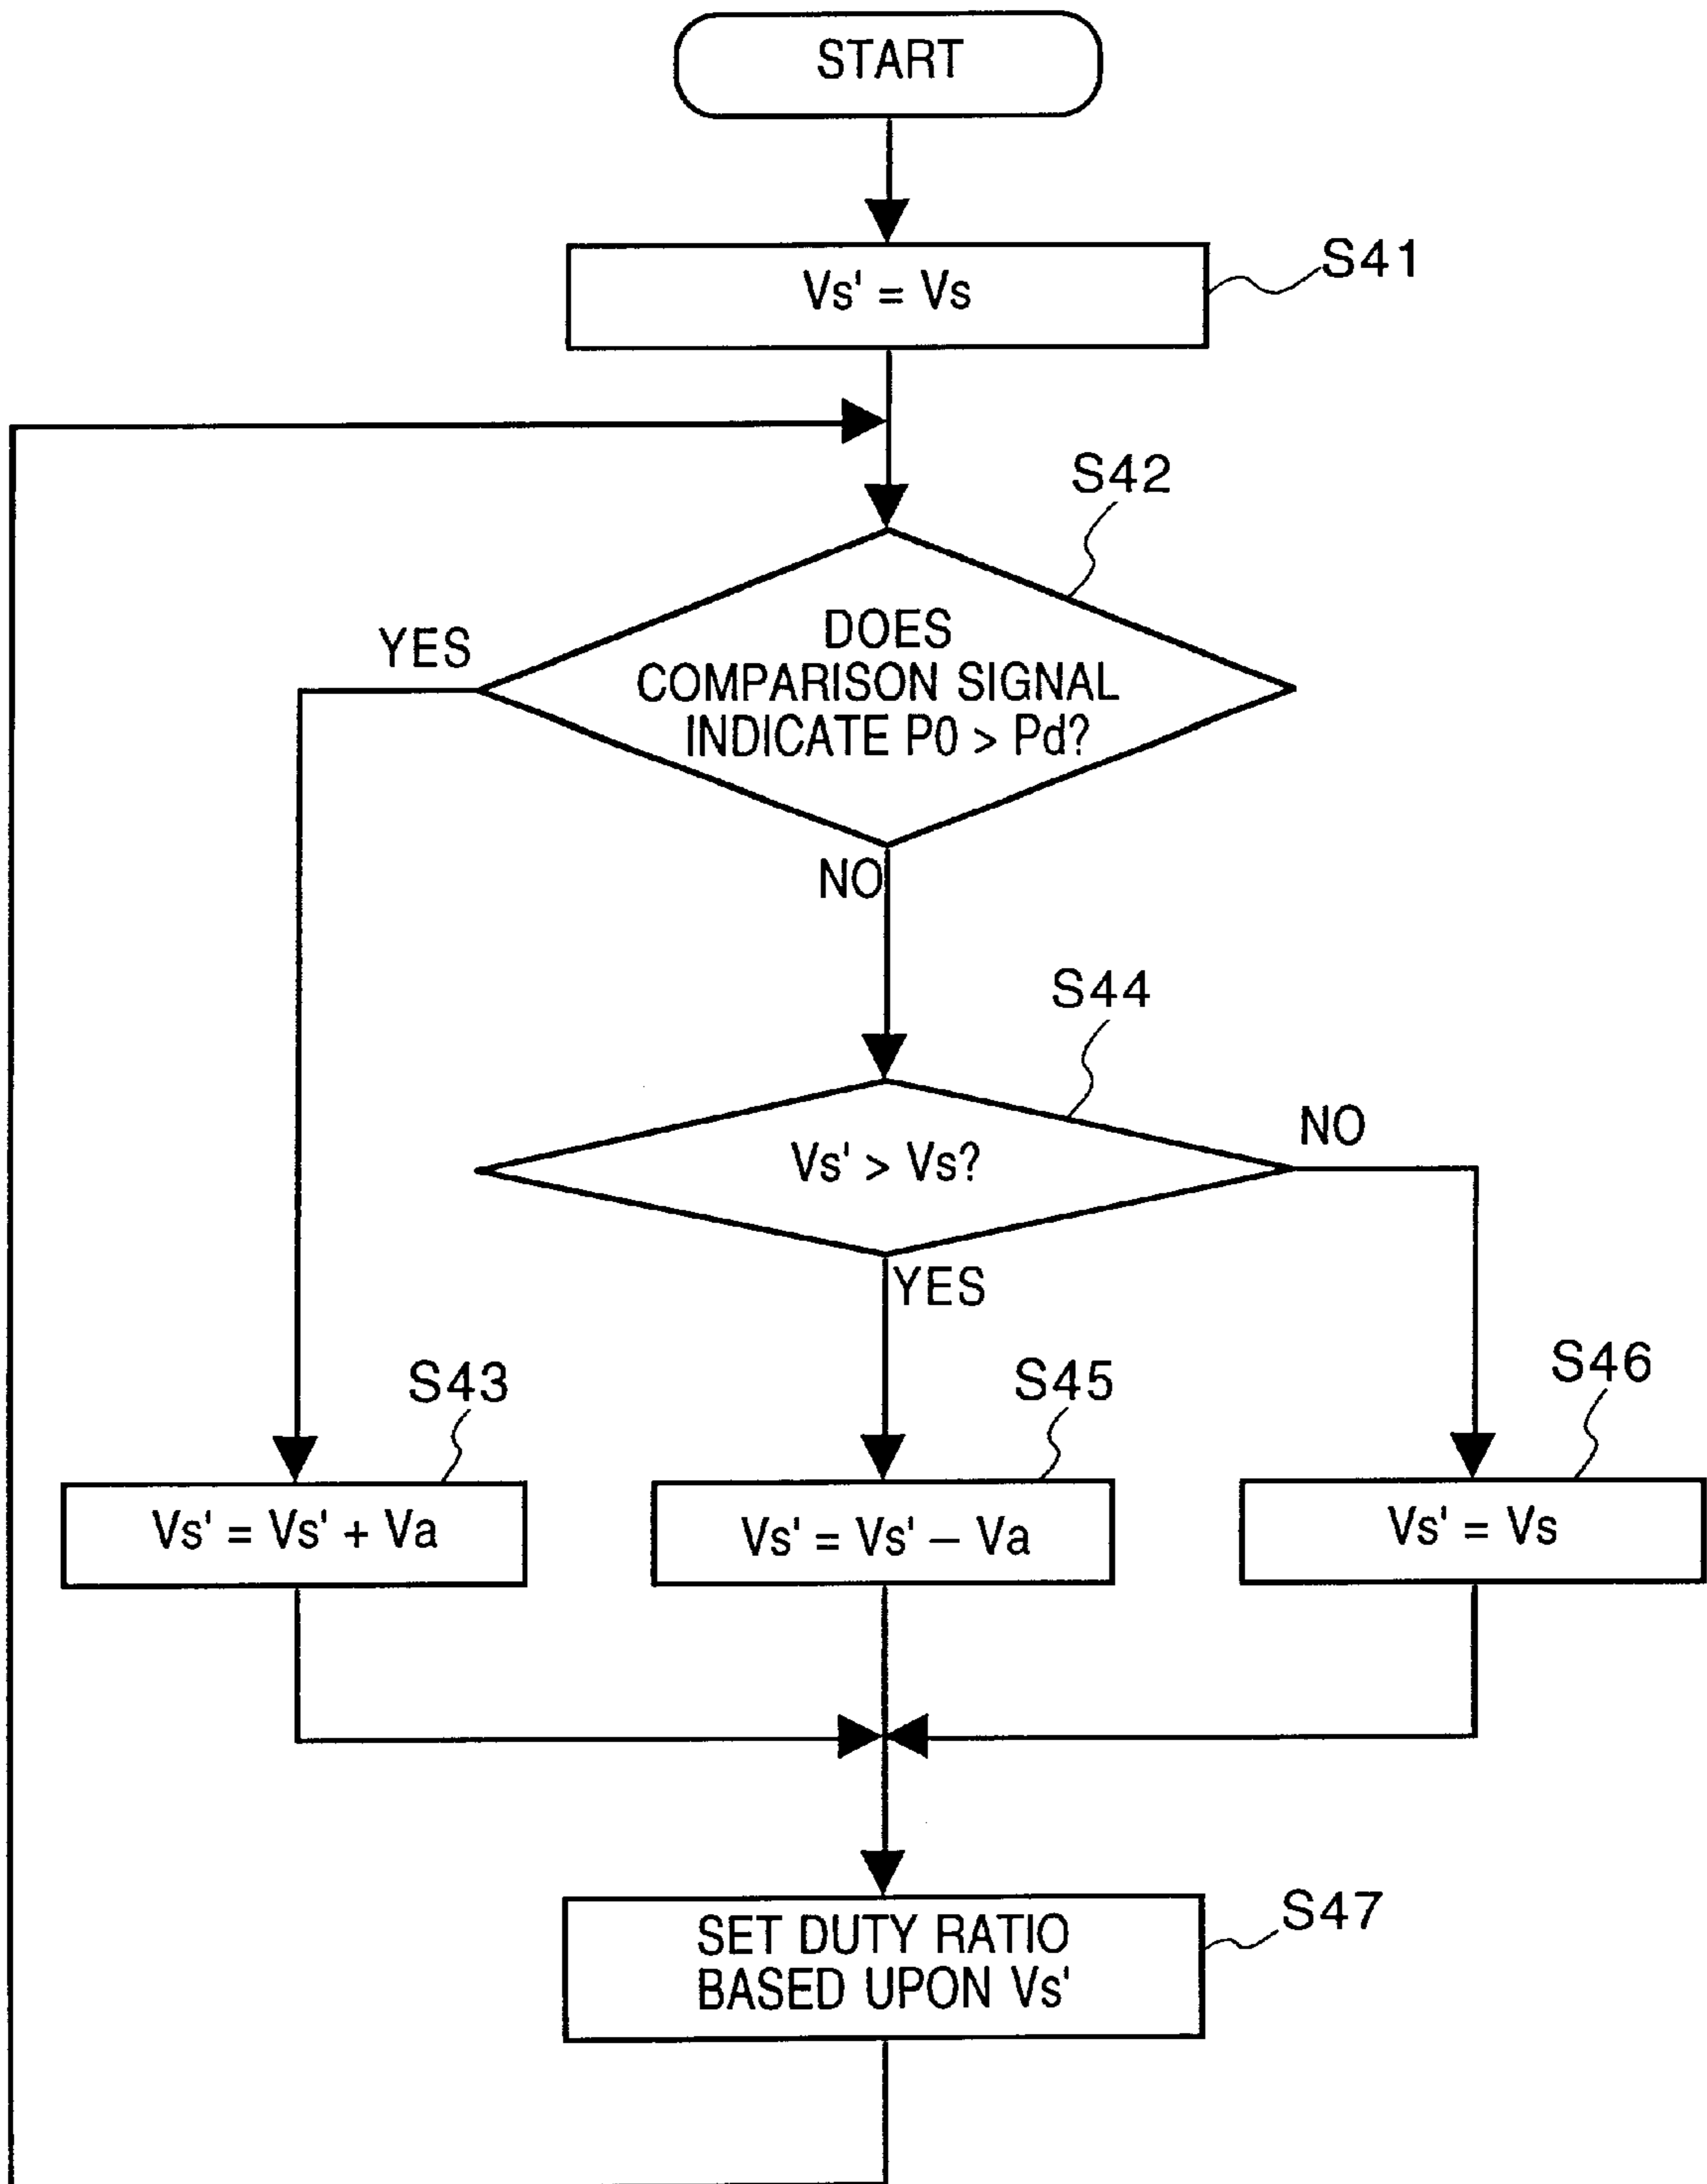 START
Vs' = Vs
S41
S42
DOES
COMPARISON SIGNAL
INDICATE P0 > Pd?
YES
NO
S44
Vs' > Vs?
NO
YES
S43
S45
S46
Vs' = Vs' + Va
Vs' = Vs' – Va
Vs' = Vs
SET DUTY RATIO
BASED UPON Vs'
S47